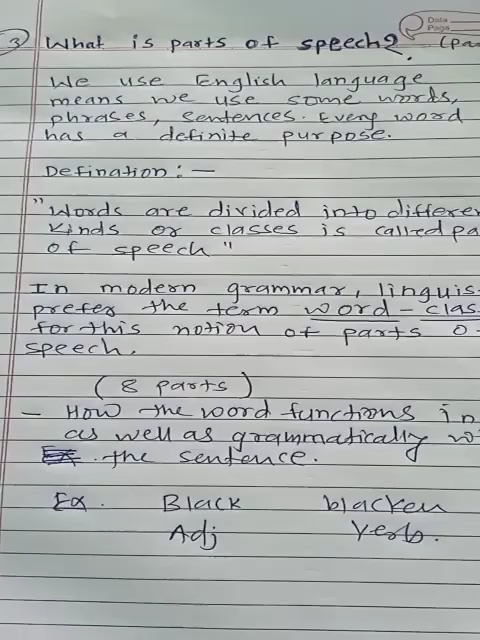 Data
Page
3 What is parts of speech?
We use English language
means we use some words,
phrases, sentences. Every word
has a definite purpose.
Defination : —
"Words are divided into differen
kinds or classes is called pa
of speech"
In modern grammar, linguis
prefer the term word - clas
for this notion of parts o
speech.
( 8 parts )
- How the word functions in
as well as grammatically
the sentence.
Ex. Black blacken
Adj Verb.